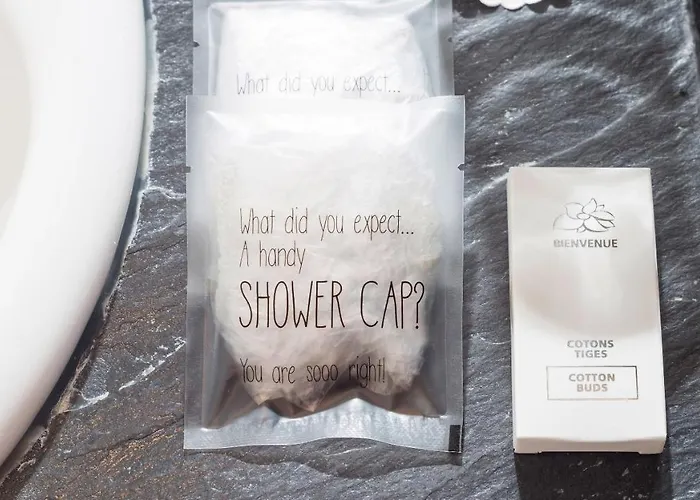 What did you expect...
What did you expect...
A handy
SHOWER CAP?
You are sooo right!
BIENVENUE
COTONS
TIGES
COTTON
BUDS